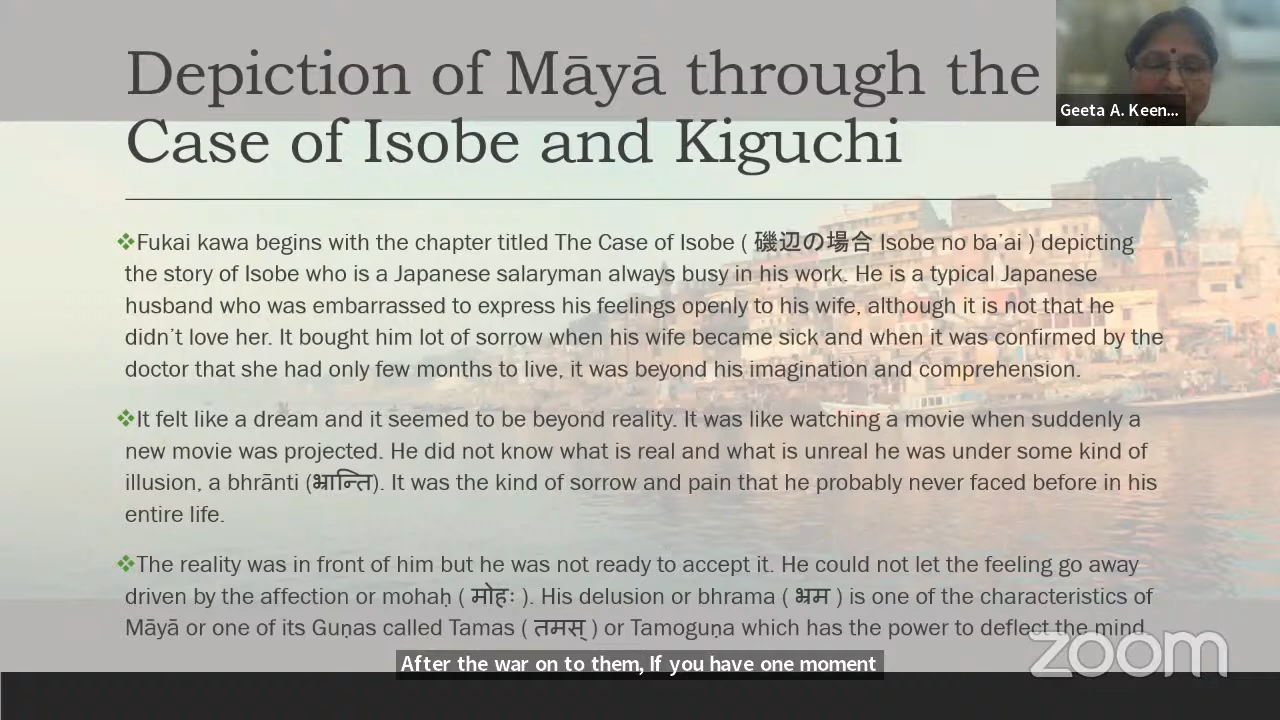 Depiction of Māyā through the
Case of Isobe and Kiguchi
Geeta A. Keen...
❖Fukai kawa begins with the chapter titled The Case of Isobe ( 磯辺の場合 Isobe no ba’ai ) depicting
the story of Isobe who is a Japanese salaryman always busy in his work. He is a typical Japanese
husband who was embarrassed to express his feelings openly to his wife, although it is not that he
didn’t love her. It bought him lot of sorrow when his wife became sick and when it was confirmed by the
doctor that she had only few months to live, it was beyond his imagination and comprehension.
❖It felt like a dream and it seemed to be beyond reality. It was like watching a movie when suddenly a
new movie was projected. He did not know what is real and what is unreal he was under some kind of
illusion, a bhrānti (भ्रान्ति). It was the kind of sorrow and pain that he probably never faced before in his
entire life.
❖The reality was in front of him but he was not ready to accept it. He could not let the feeling go away
driven by the affection or mohaḥ ( मोहः ). His delusion or bhrama ( भ्रम ) is one of the characteristics of
Māyā or one of its Guṇas called Tamas ( तमस् ) or Tamoguṇa which has the power to deflect the mind
After the war on to them, If you have one moment
zoom